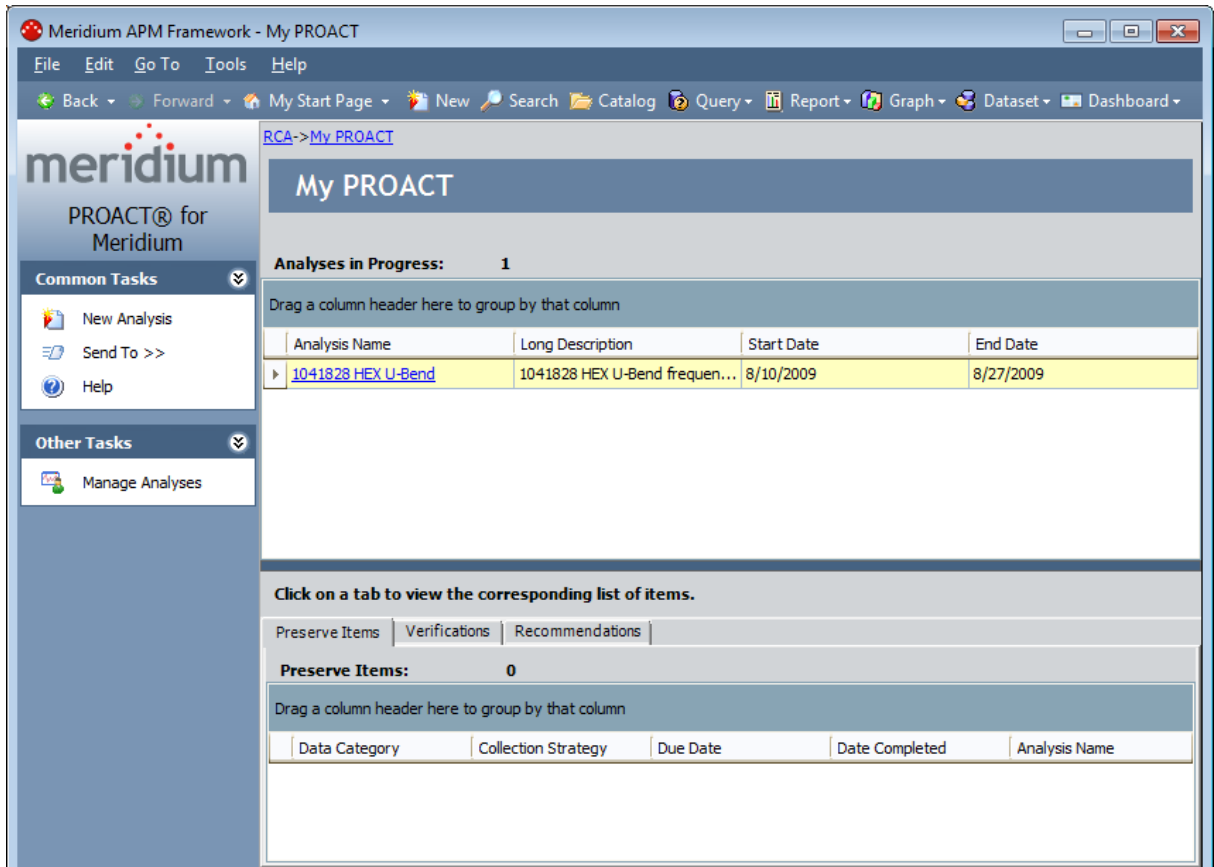 Meridium APM Framework - My PROACT
File Edit Go To Tools Help
Back Forward My Start Page New Search Catalog Query Report Graph Dataset Dashboard
meridium
PROACT® for
Meridium
Common Tasks
New Analysis
Send To >>
Help
Other Tasks
Manage Analyses
RCA->My PROACT
My PROACT
Analyses in Progress: 1
Drag a column header here to group by that column
Analysis Name Long Description Start Date End Date
1041828 HEX U-Bend 1041828 HEX U-Bend frequen... 8/10/2009 8/27/2009
Click on a tab to view the corresponding list of items.
Preserve Items Verifications Recommendations
Preserve Items: 0
Drag a column header here to group by that column
Data Category Collection Strategy Due Date Date Completed Analysis Name